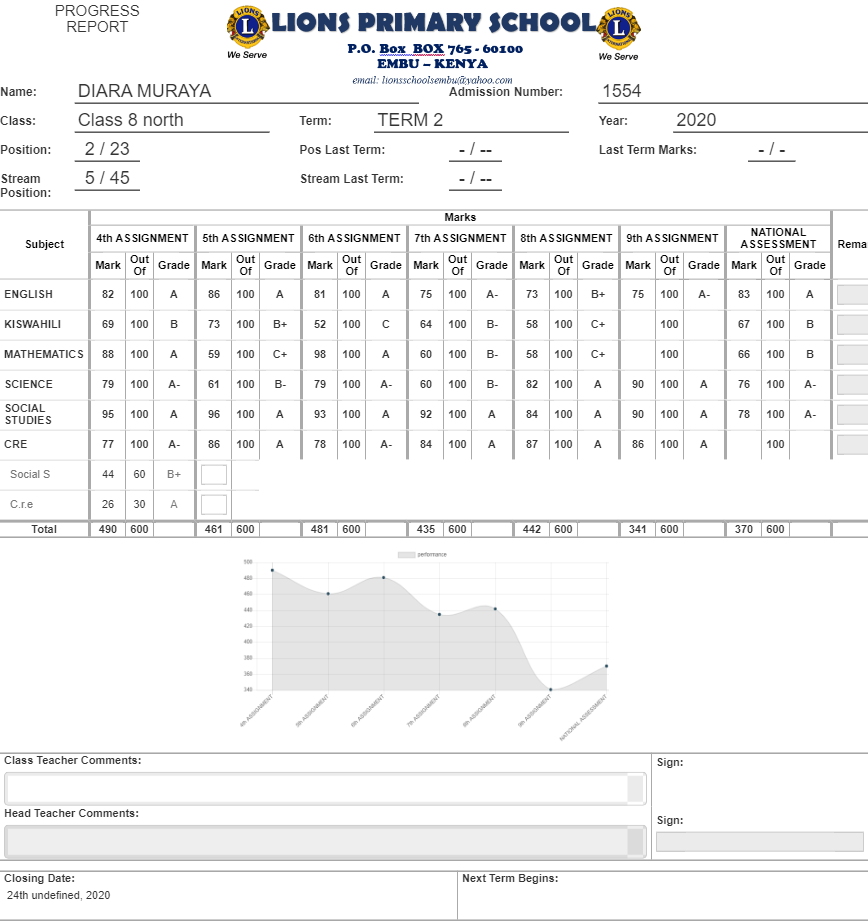 PROGRESS
REPORT
LIONS PRIMARY SCHOOL
We Serve
We Serve
P.O. Box BOX 765 - 60100
EMBU – KENYA
email: lionsschoolsembu@yahoo.com
Name: DIARA MURAYA Admission Number: 1554
Class: Class 8 north Term: TERM 2 Year: 2020
Position: 2 / 23 Pos Last Term: - / -- Last Term Marks: - / -
Stream Position: 5 / 45 Stream Last Term: - / --
Marks
Subject 4th ASSIGNMENT 5th ASSIGNMENT 6th ASSIGNMENT 7th ASSIGNMENT 8th ASSIGNMENT 9th ASSIGNMENT NATIONAL ASSESSMENT Rema
Mark Out Of Grade Mark Out Of Grade Mark Out Of Grade Mark Out Of Grade Mark Out Of Grade Mark Out Of Grade Mark Out Of Grade
ENGLISH 82 100 A 86 100 A 81 100 A 75 100 A- 73 100 B+ 75 100 A- 83 100 A
KISWAHILI 69 100 B 73 100 B+ 52 100 C 64 100 B- 58 100 C+ 100 67 100 B
MATHEMATICS 88 100 A 59 100 C+ 98 100 A 60 100 B- 58 100 C+ 100 66 100 B
SCIENCE 79 100 A- 61 100 B- 79 100 A- 60 100 B- 82 100 A 90 100 A 76 100 A-
SOCIAL STUDIES 95 100 A 96 100 A 93 100 A 92 100 A 84 100 A 90 100 A 78 100 A-
CRE 77 100 A- 86 100 A 78 100 A- 84 100 A 87 100 A 86 100 A 100
Social S 44 60 B+
C.r.e 26 30 A
Total 490 600 461 600 481 600 435 600 442 600 341 600 370 600
performance
500
480
460
440
420
400
380
360
340
4th ASSIGNMENT 5th ASSIGNMENT 6th ASSIGNMENT 7th ASSIGNMENT 8th ASSIGNMENT 9th ASSIGNMENT NATIONAL ASSESSMENT
Class Teacher Comments: Sign:
Head Teacher Comments: Sign:
Closing Date: Next Term Begins:
24th undefined, 2020